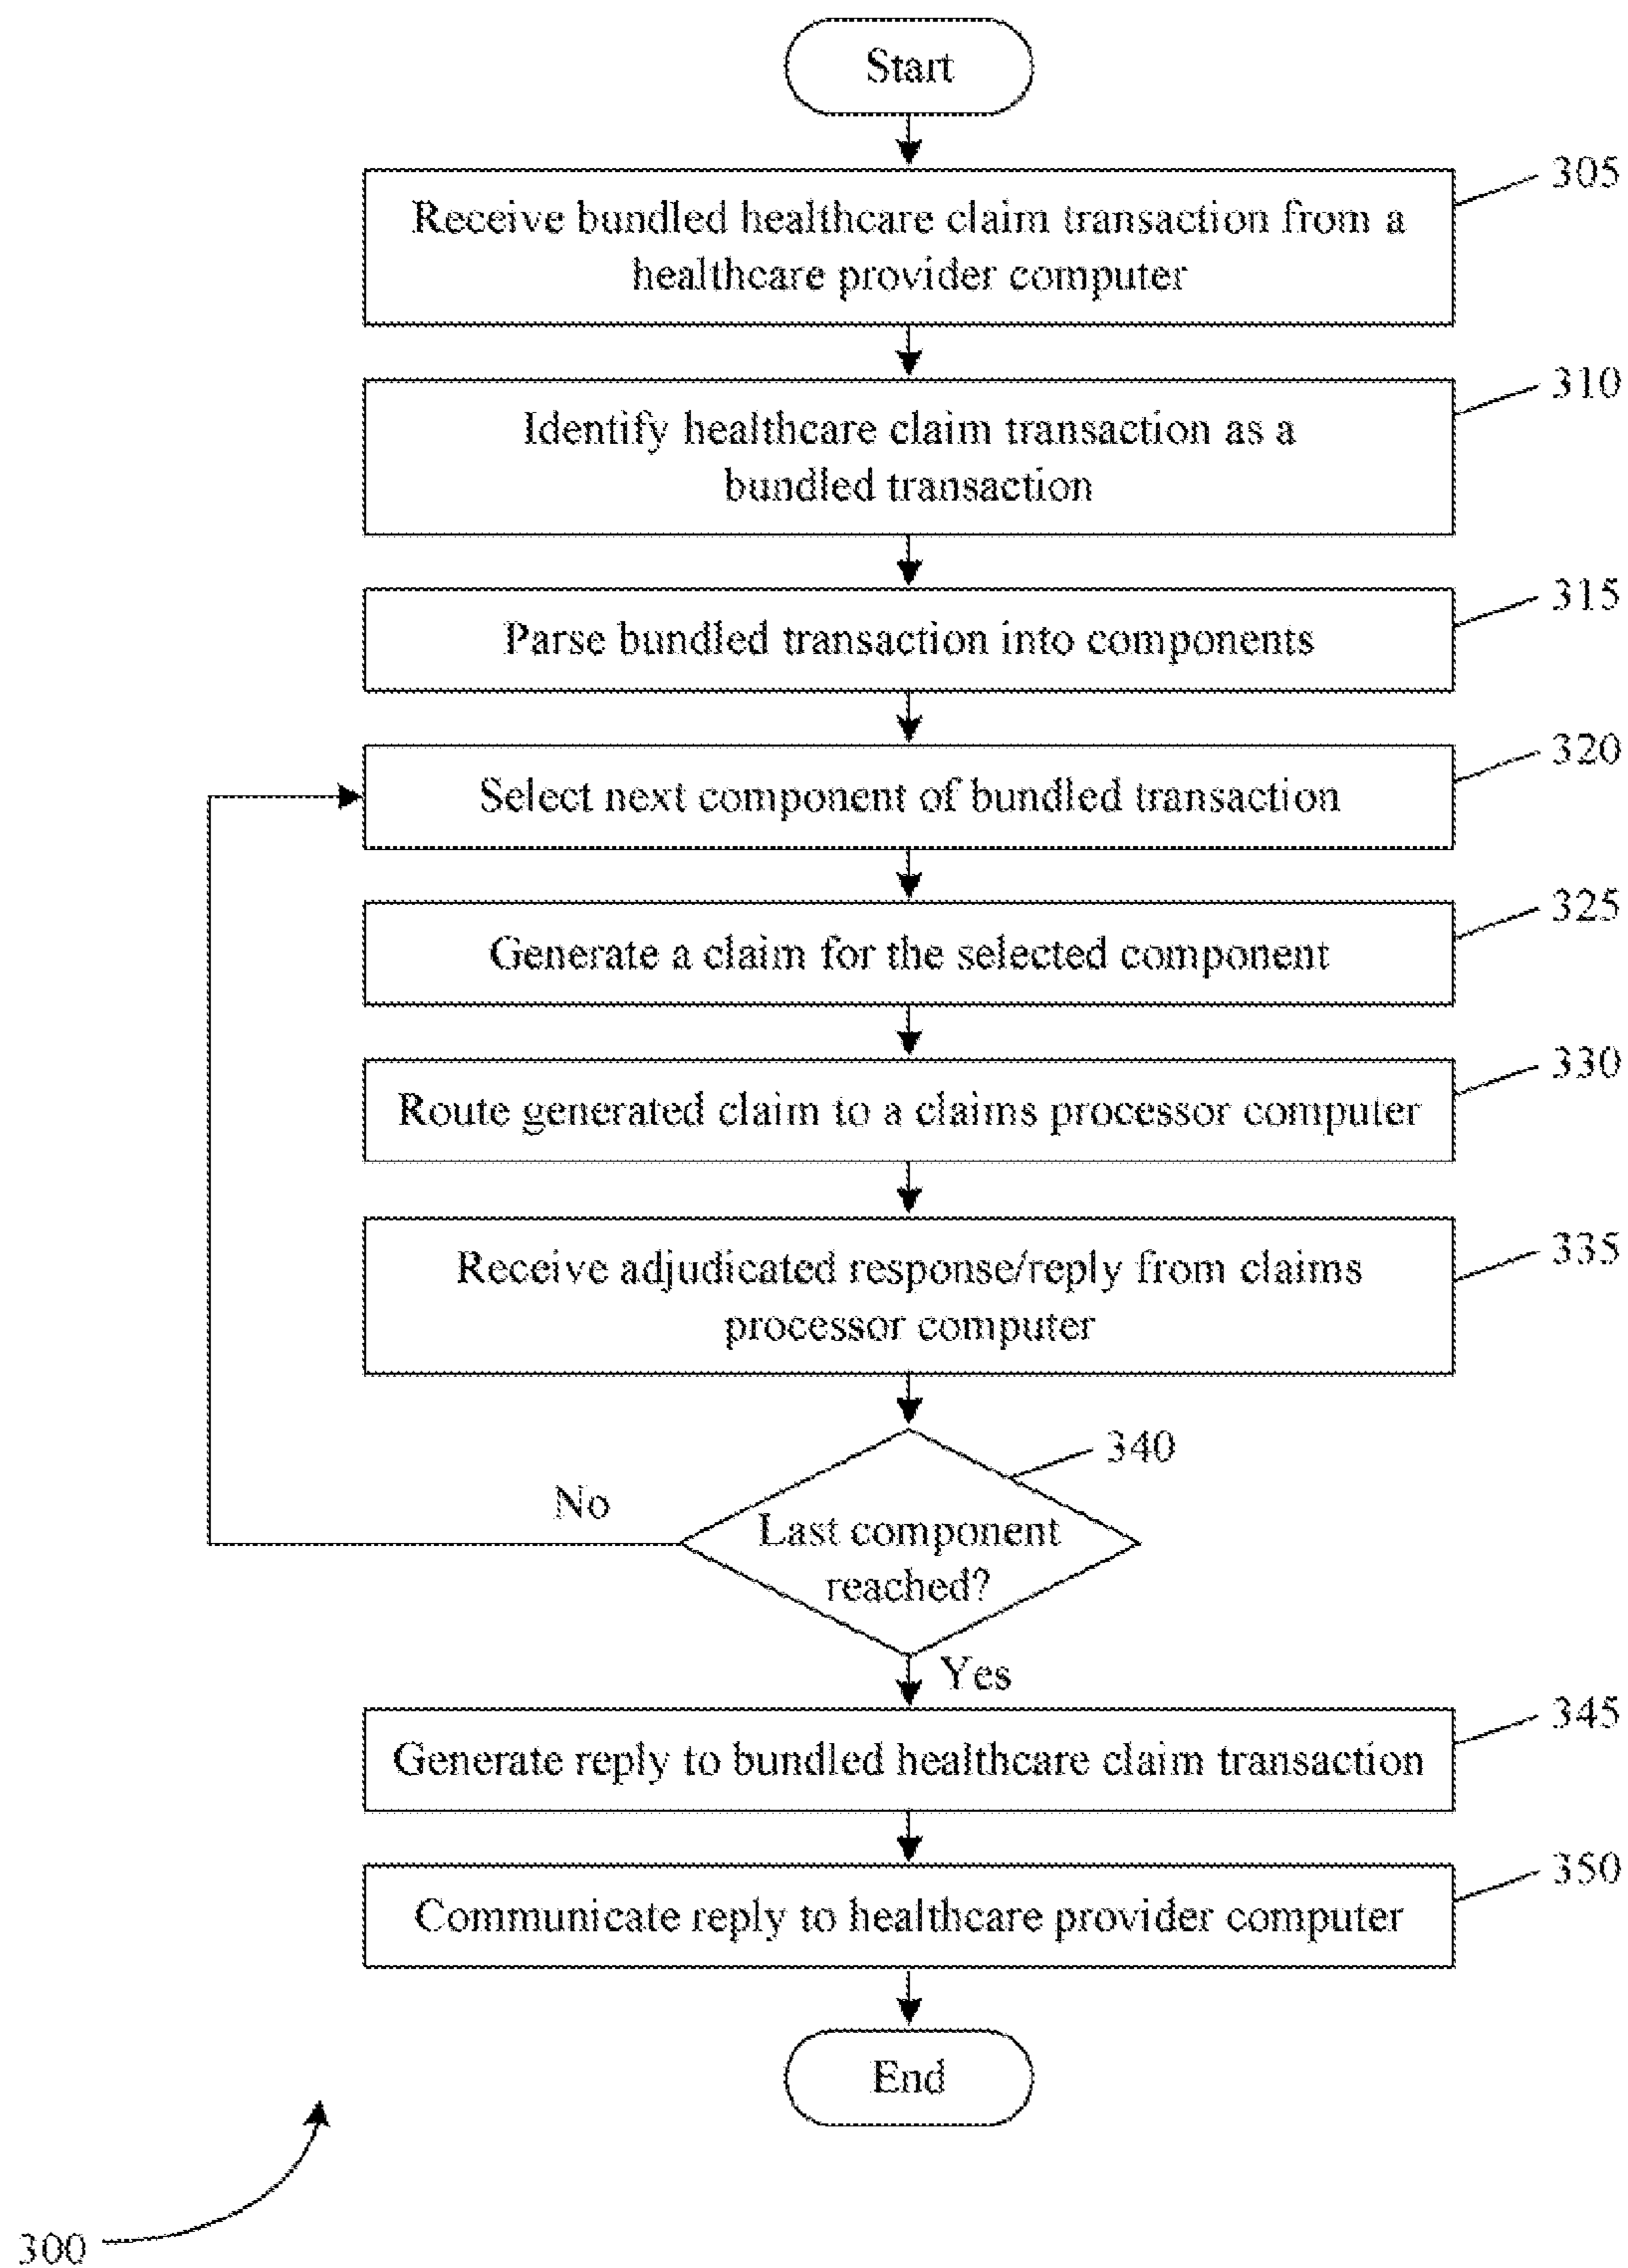 Start
305
Receive bundled healthcare claim transaction from a
healthcare provider computer
310
Identify healthcare claim transaction as a
bundled transaction
315
Parse bundled transaction into components
320
Select next component of bundled transaction
325
Generate a claim for the selected component
330
Route generated claim to a claims processor computer
335
Receive adjudicated response/reply from claims
processor computer
340
No
Last component
reached?
Yes
345
Generate reply to bundled healthcare claim transaction
350
Communicate reply to healthcare provider computer
End
300